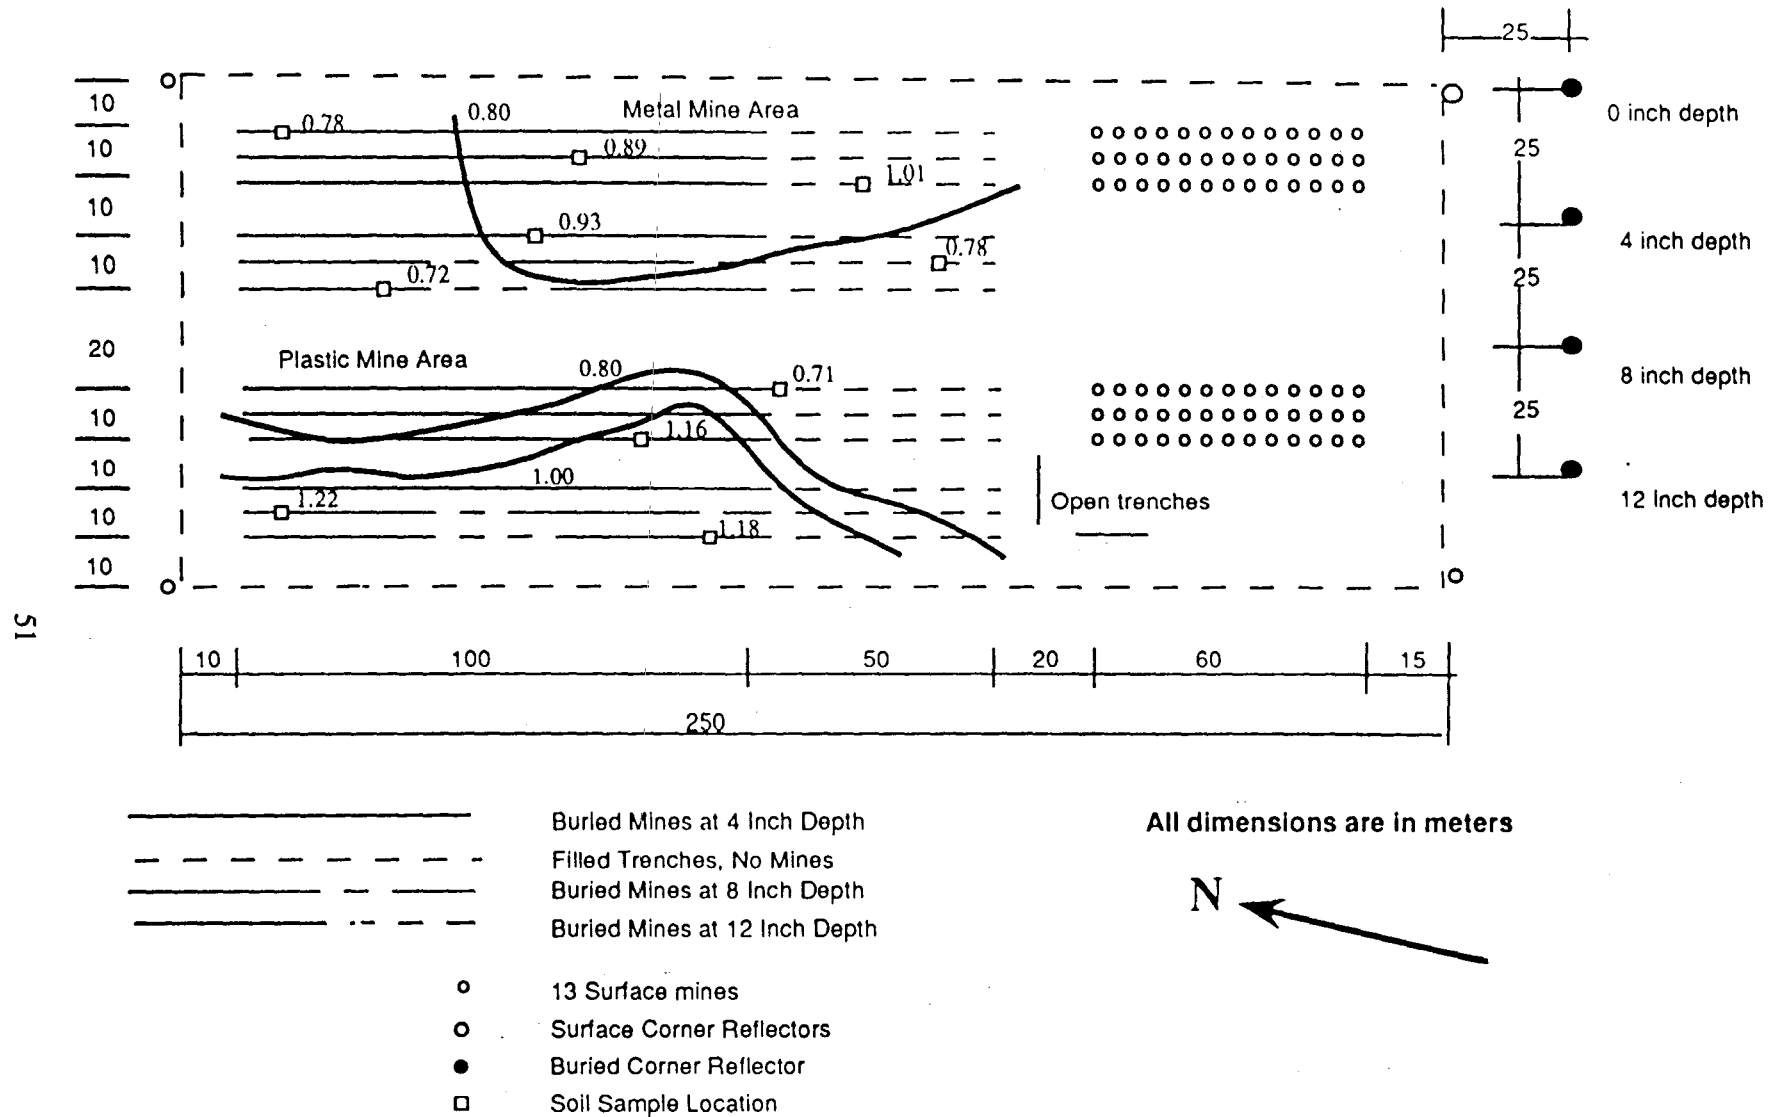 25
10
0.78
0.80
Metal Mine Area
0 inch depth
10
0.89
25
1.01
10
0.93
4 inch depth
10
0.72
0.78
25
20
Plastic Mine Area
0.80
0.71
8 inch depth
10
1.16
25
10
1.00
1.22
Open trenches
12 Inch depth
10
1.18
10
51
10 100 50 20 60 15
250
Buried Mines at 4 Inch Depth
Filled Trenches, No Mines
Buried Mines at 8 Inch Depth
Buried Mines at 12 Inch Depth
All dimensions are in meters
N
13 Surface mines
Surface Corner Reflectors
Buried Corner Reflector
Soil Sample Location